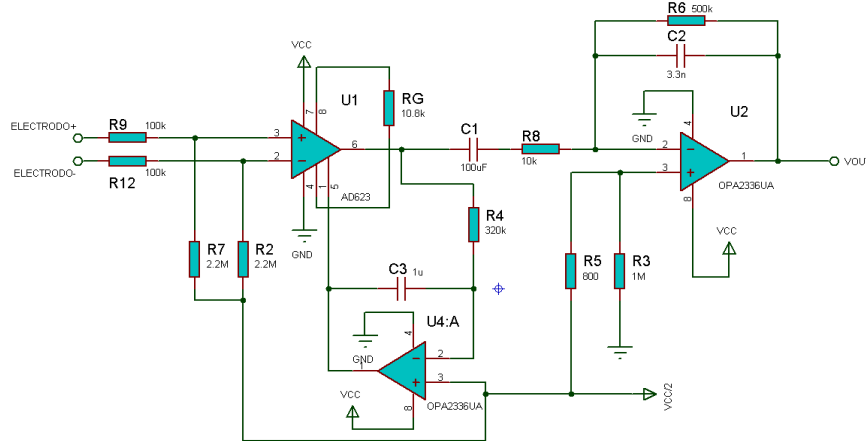 R6 500k
C2
3.3n
VCC
U1
RG
10.8k
U2
7
8
4
GND
ELECTRODO+
R9 100k
3
+
6
C1
100uF
R8
10k
2
−
1
VOU
ELECTRODO-
R12 100k
2
−
3
+
4
1
5
AD623
8
OPA2336UA
GND
R4
320k
VCC
R7
2.2M
R2
2.2M
C3 1u
R5
800
R3
1M
U4:A
4
GND
1
2
−
3
+
VCC
8
OPA2336UA
VCC/2